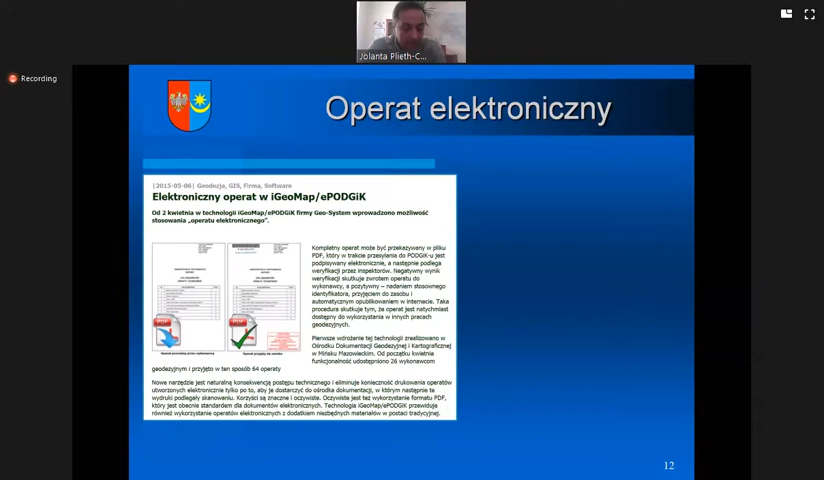 Jolanta Plieth-C...
Recording
Operat elektroniczny
[2015-05-06] Geodezja, GIS, Firma, Software
Elektroniczny operat w iGeoMap/ePODGiK
Od 2 kwietnia w technologii iGeoMap/ePODGiK firmy Geo-System wprowadzono możliwość
stosowania „operatu elektronicznego”.
Kompletny operat może być przekazywany w pliku
PDF, który w trakcie przesyłania do PODGiK-u jest
podpisywany elektronicznie, a następnie podlega
weryfikacji przez inspektorów. Negatywny wynik
weryfikacji skutkuje zwrotem operatu do
wykonawcy, a pozytywny – nadaniem stosownego
identyfikatora, przyjęciem do zasobu i
automatycznym opublikowaniem w internecie. Taka
procedura skutkuje tym, że operat jest natychmiast
dostępny do wykorzystania w innych pracach
geodezyjnych.
Pierwsze wdrożenie tej technologii zrealizowano w
Ośrodku Dokumentacji Geodezyjnej i Kartograficznej
w Mińsku Mazowieckim. Od początku kwietnia
funkcjonalność udostępniono 26 wykonawcom
geodezyjnym i przyjęto w ten sposób 64 operaty
Nowe narzędzie jest naturalną konsekwencją postępu technicznego i eliminuje konieczność drukowania operatów
utworzonych elektronicznie tylko po to, aby je dostarczyć do ośrodka dokumentacji, w którym następnie te
wydruki podlegały skanowaniu. Korzyści są znaczne i oczywiste. Oczywiste jest też wykorzystanie formatu PDF,
który jest obecnie standardem dla dokumentów elektronicznych. Technologia iGeoMap/ePODGiK przewiduje
również wykorzystanie operatów elektronicznych z dodatkiem niezbędnych materiałów w postaci tradycyjnej.
12